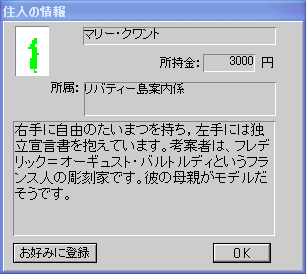 住人の情報
マリー・クワント
所持金: 3000 円
所属: リバティー島案内係
右手に自由のたいまつを持ち，左手には独
立宣言書を抱えています。考案者は、フレデ
リック＝オーギュスト・バルトルディというフラ
ンス人の彫刻家です。彼の母親がモデルだ
そうです。
お好みに登録 OK